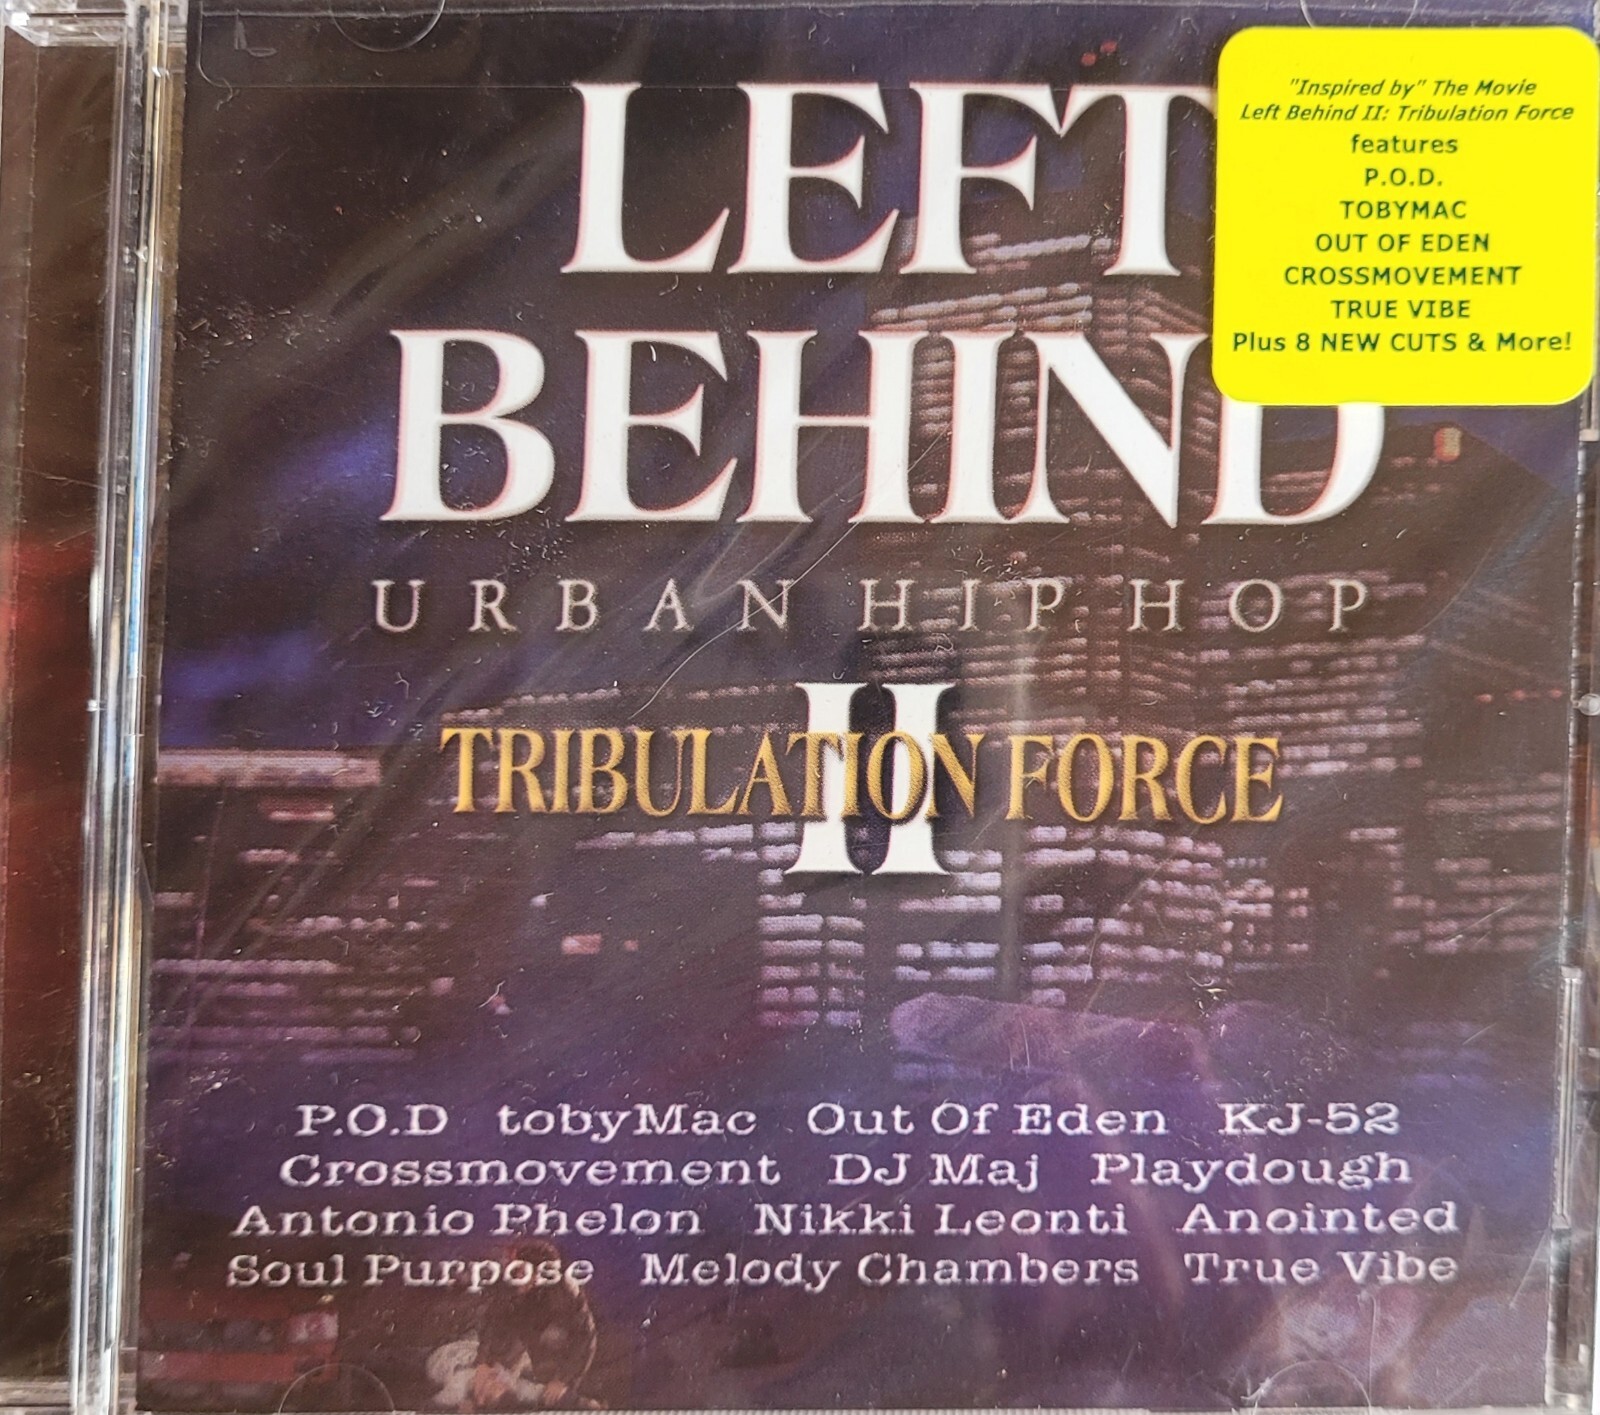 LEFT
BEHIND
URBAN HIP HOP
II
TRIBULATION FORCE
"Inspired by" The Movie
Left Behind II: Tribulation Force
features
P.O.D.
TOBYMAC
OUT OF EDEN
CROSSMOVEMENT
TRUE VIBE
Plus 8 NEW CUTS & More!
P.O.D tobyMac Out Of Eden KJ-52
Crossmovement DJ Maj Playdough
Antonio Phelon Nikki Leonti Anointed
Soul Purpose Melody Chambers True Vibe